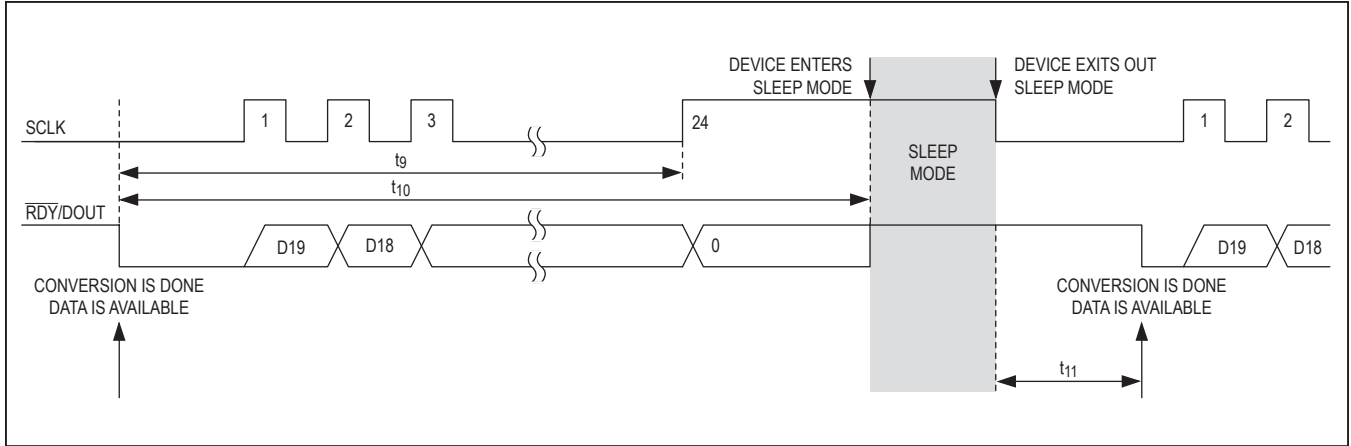 DEVICE ENTERS
SLEEP MODE
DEVICE EXITS OUT
SLEEP MODE
SCLK
1
2
3
24
1
2
SLEEP
MODE
t9
t10
RDY/DOUT
D19
D18
0
D19
D18
CONVERSION IS DONE
DATA IS AVAILABLE
CONVERSION IS DONE
DATA IS AVAILABLE
t11